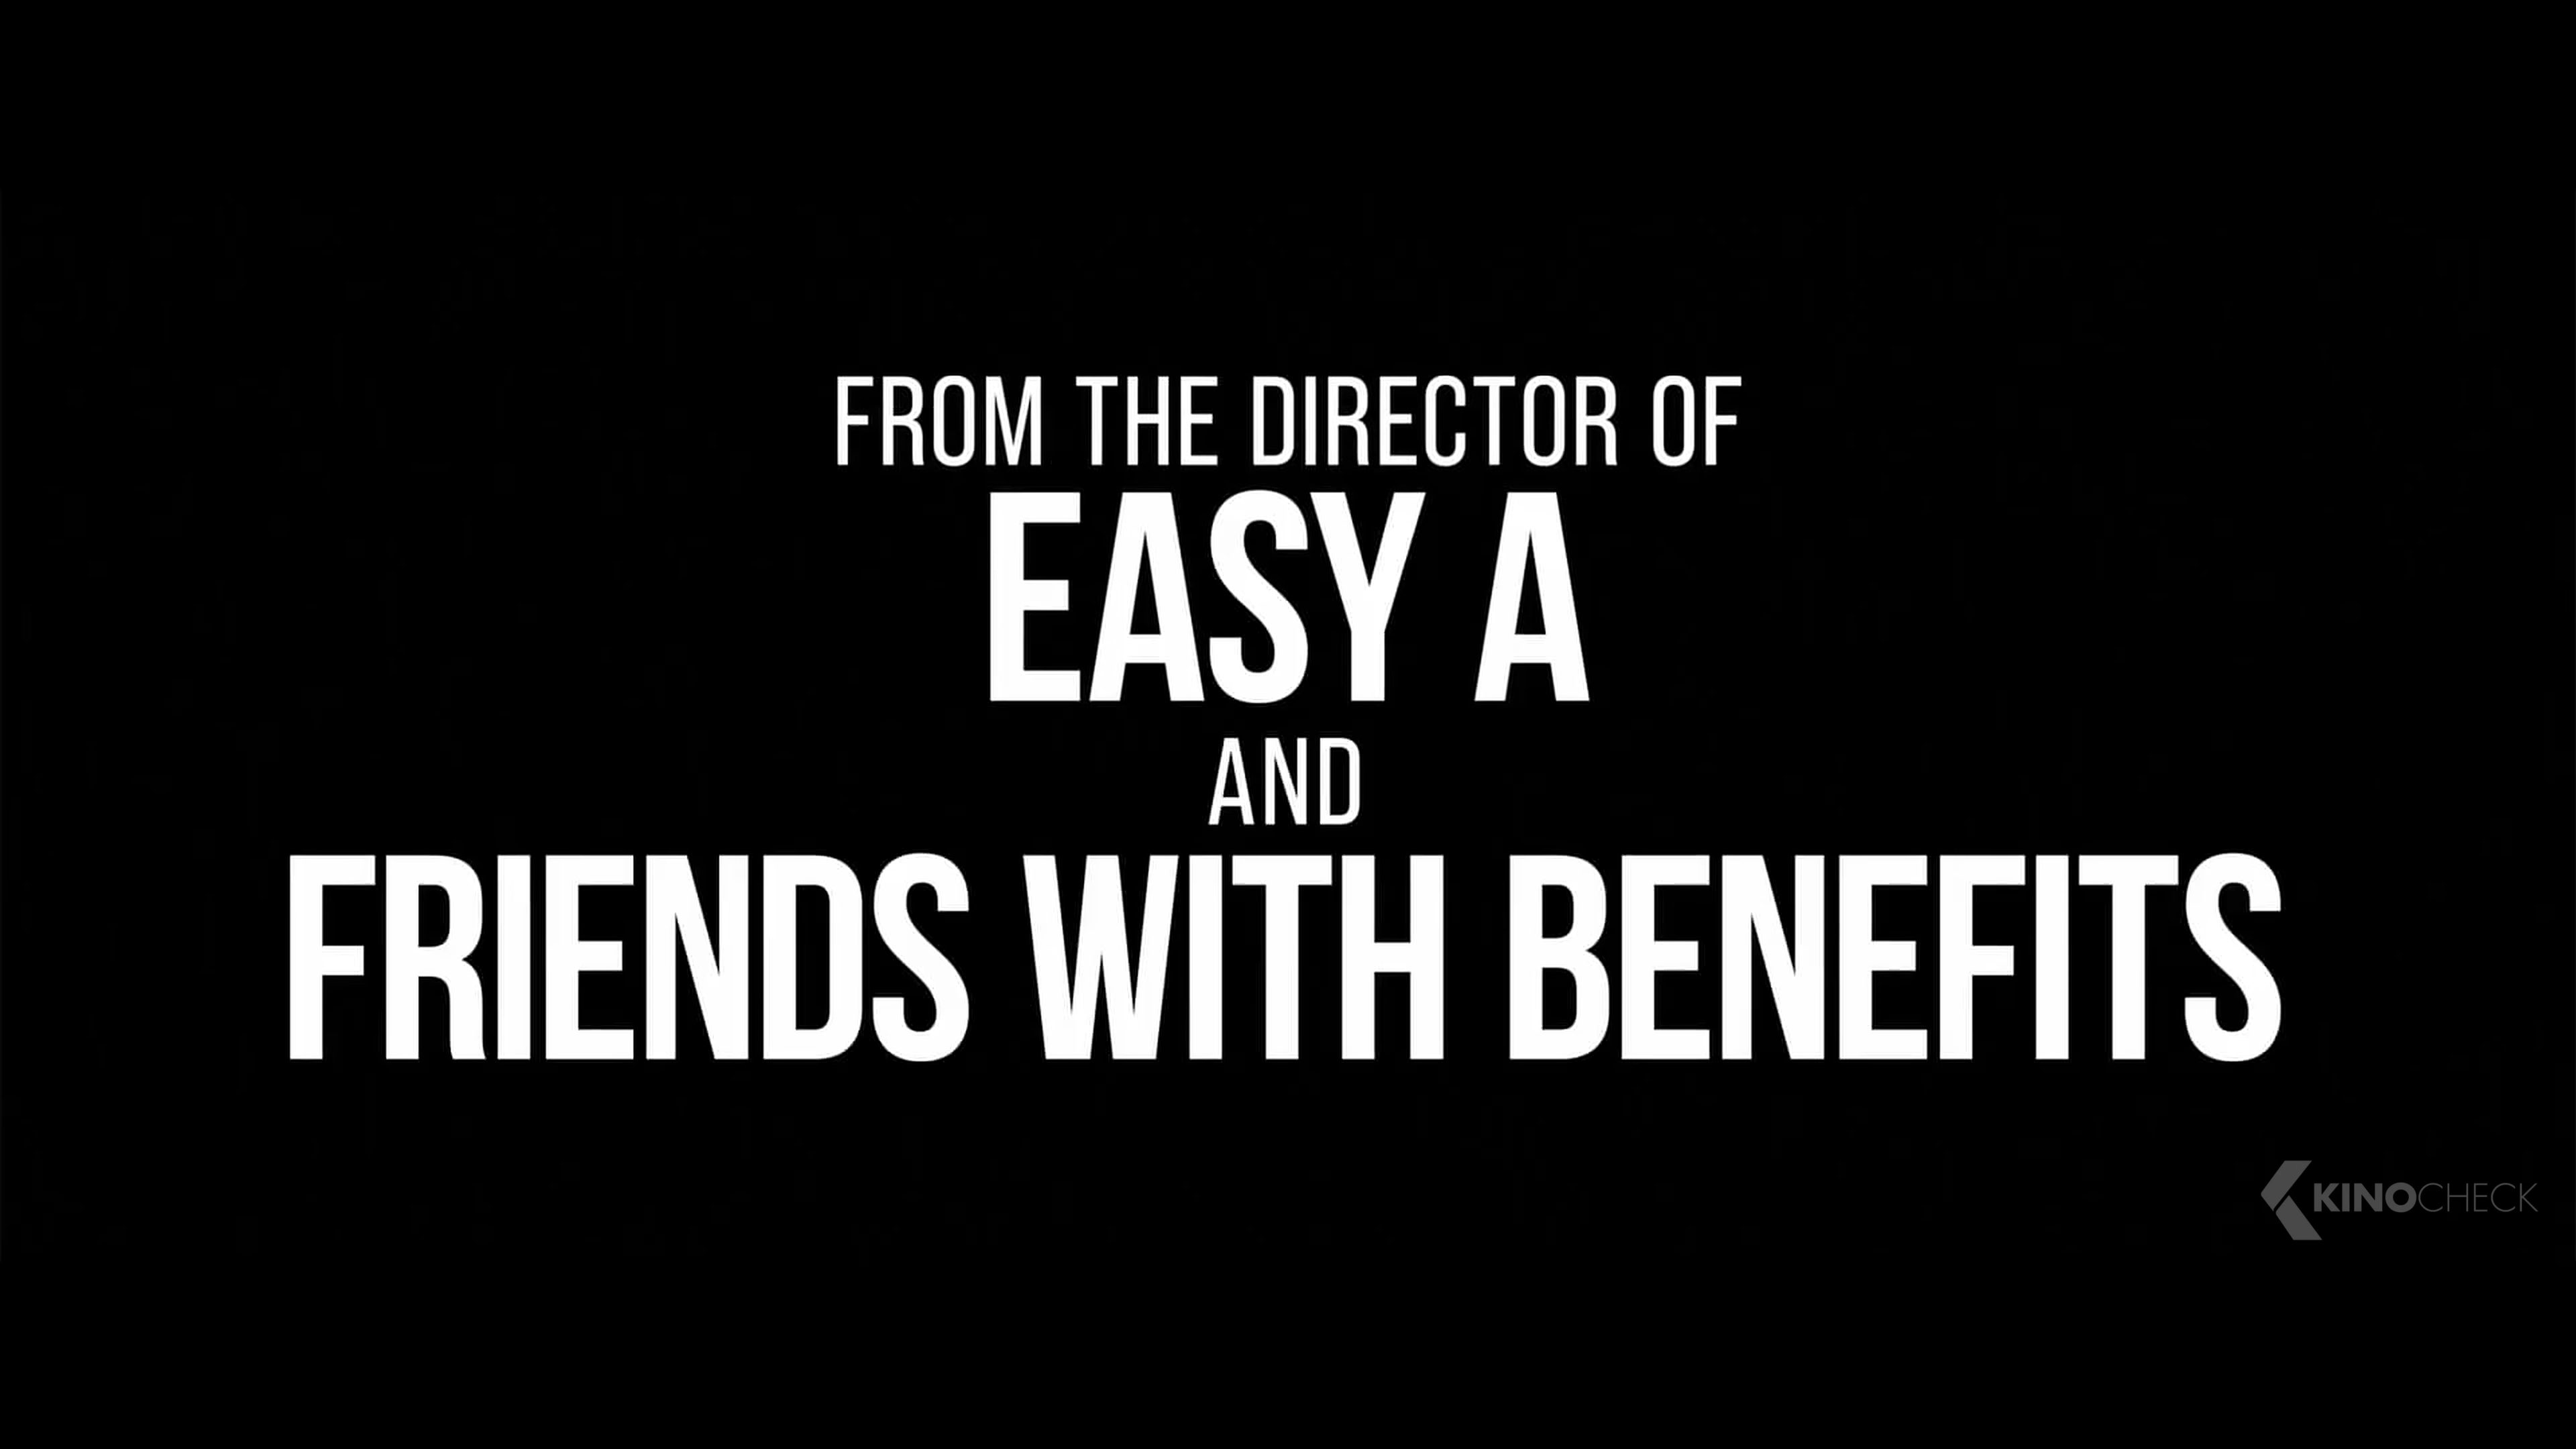 FROM THE DIRECTOR OF
EASY A
AND
FRIENDS WITH BENEFITS
KINOCHECK